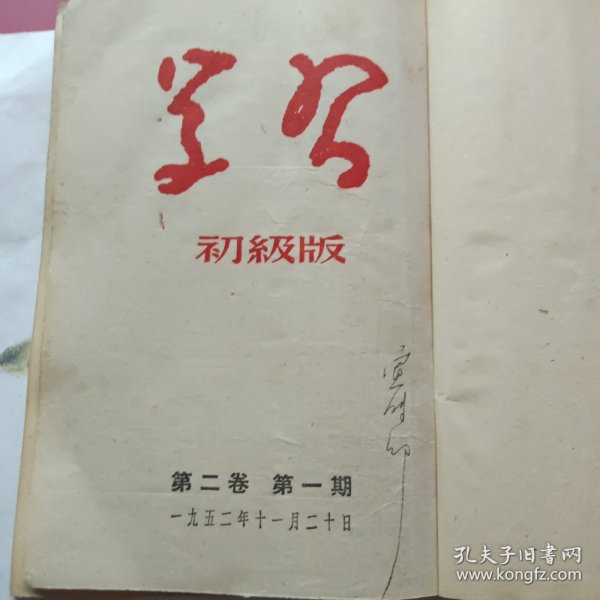 学习
初級版
第二卷 第一期
一九五二年十一月二十日
孔夫子旧书网
www.kongfz.com